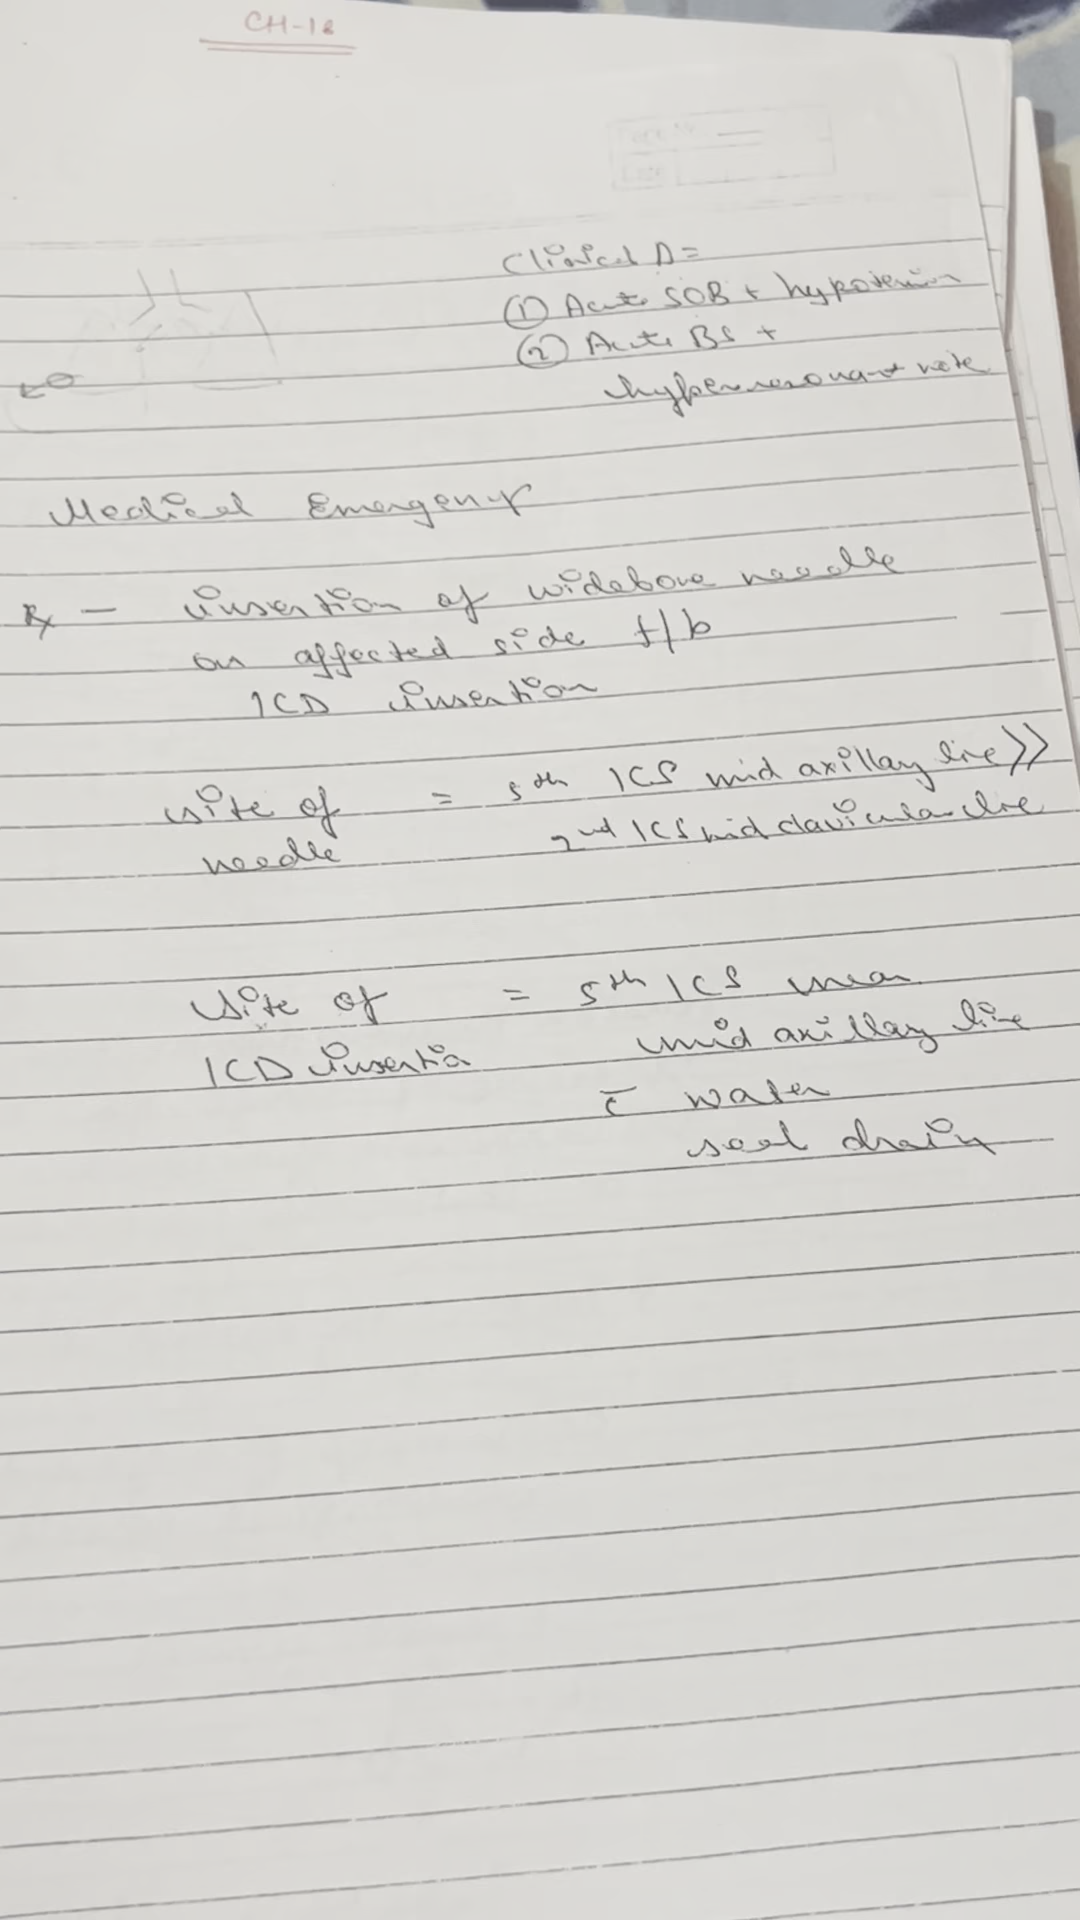 CH-18
Clinical Δ=
① Acute SOB + hypotension
② Acute BS +
hyperresonant note
Medical Emergency
Rx — insertion of widebore needle
on affected side f/b
ICD insertion
site of = 5th ICS mid axillary line >>
needle 2nd ICS mid clavicular line
Site of = 5th ICS near
ICD insertion mid axillary line
c̄ water
seal drain